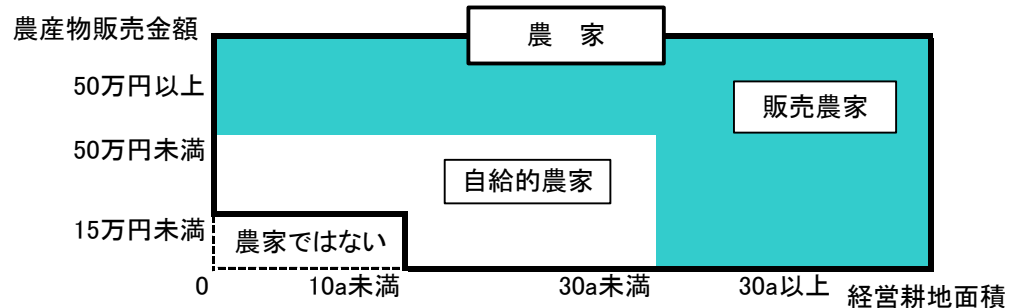 農産物販売金額
農　家
50万円以上
販売農家
50万円未満
自給的農家
15万円未満
農家ではない
0
10a未満
30a未満
30a以上
経営耕地面積